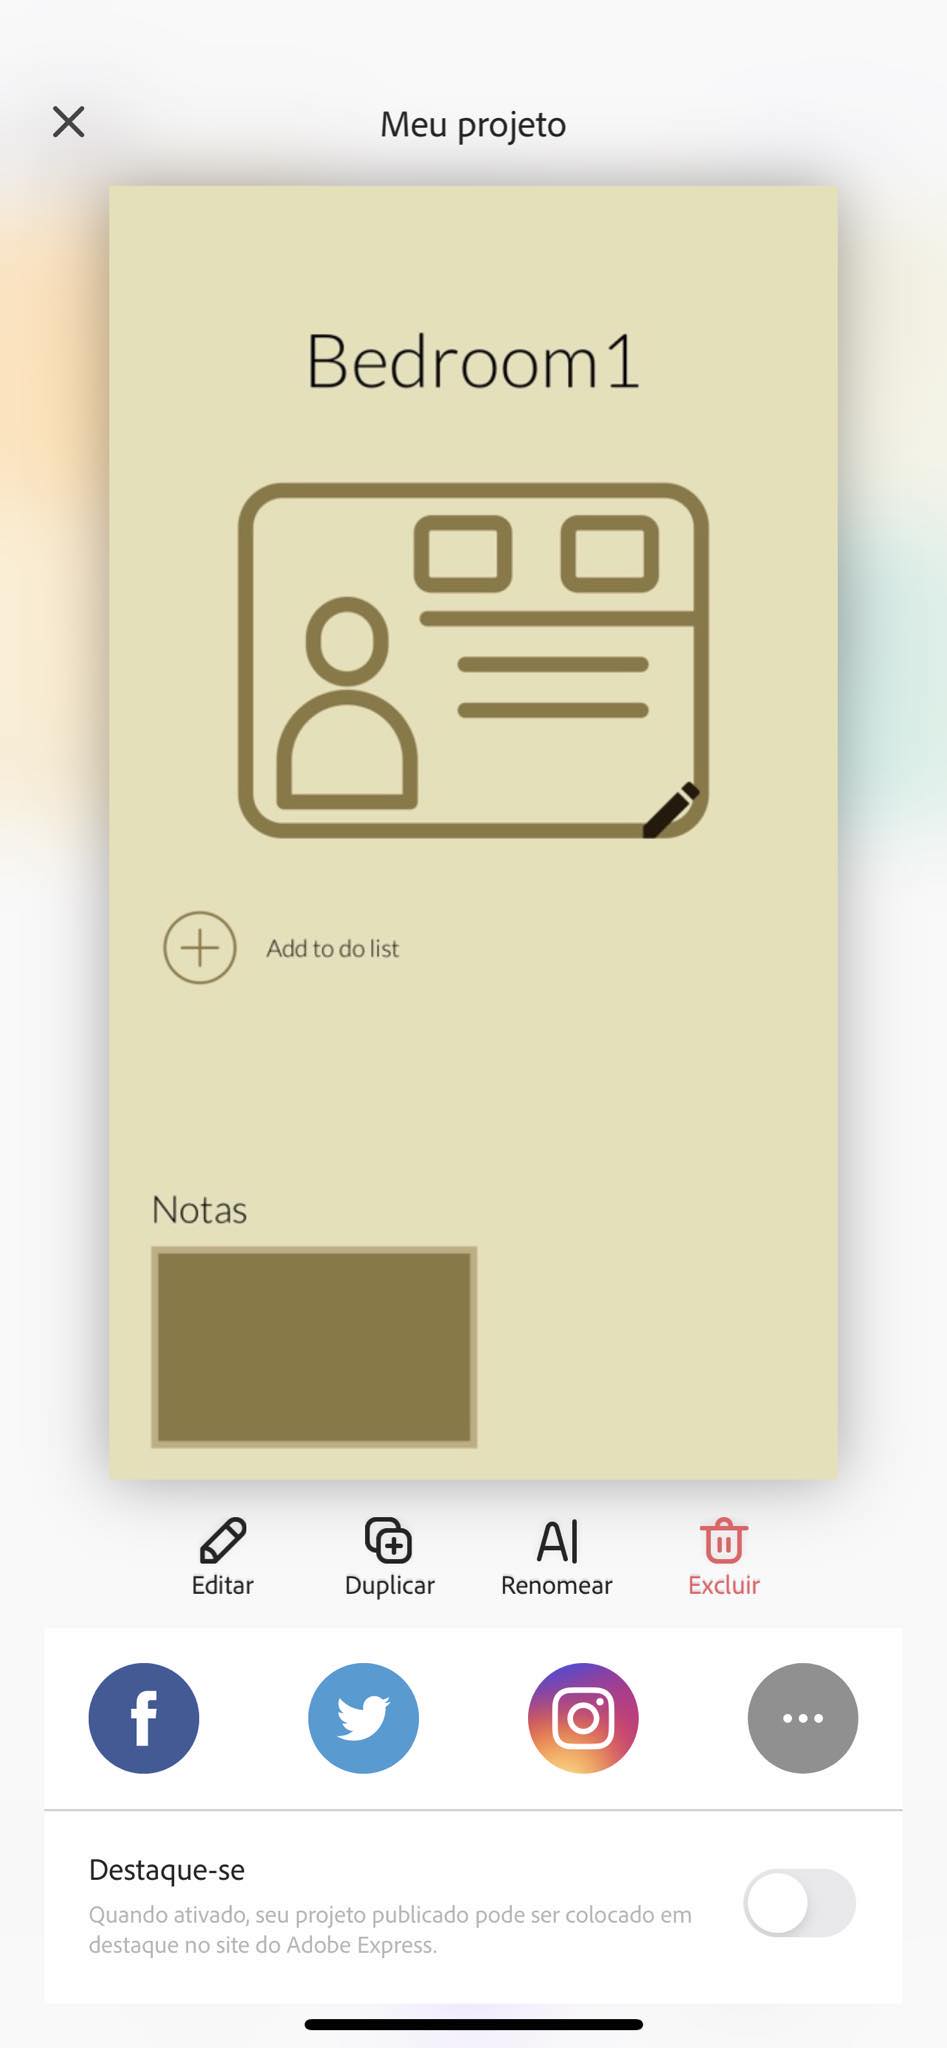 Meu projeto
Bedroom1
Add to do list
Notas
Editar
Duplicar
Renomear
Excluir
Destaque-se
Quando ativado, seu projeto publicado pode ser colocado em
destaque no site do Adobe Express.